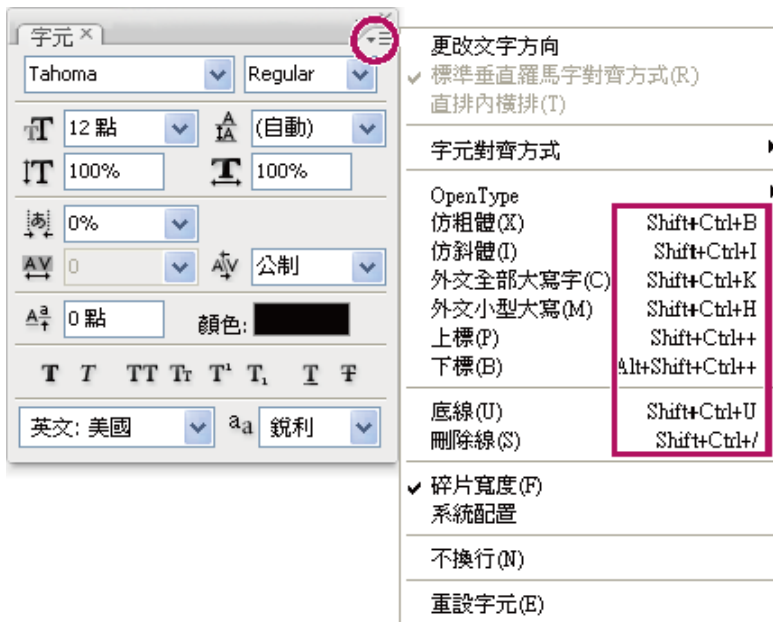 字元 ×
Tahoma
Regular
12 點
(自動)
100%
100%
0%
0
公制
0 點
顏色:
T T TT Tr T¹ T₁ T T
英文: 美國
aa 銳利
更改文字方向
標準垂直羅馬字對齊方式(R)
直排內橫排(T)
字元對齊方式
OpenType
仿粗體(X) Shift+Ctrl+B
仿斜體(I) Shift+Ctrl+I
外文全部大寫字(C) Shift+Ctrl+K
外文小型大寫(M) Shift+Ctrl+H
上標(P) Shift+Ctrl++
下標(B) Alt+Shift+Ctrl++
底線(U) Shift+Ctrl+U
刪除線(S) Shift+Ctrl+/
碎片寬度(F)
系統配置
不換行(N)
重設字元(E)